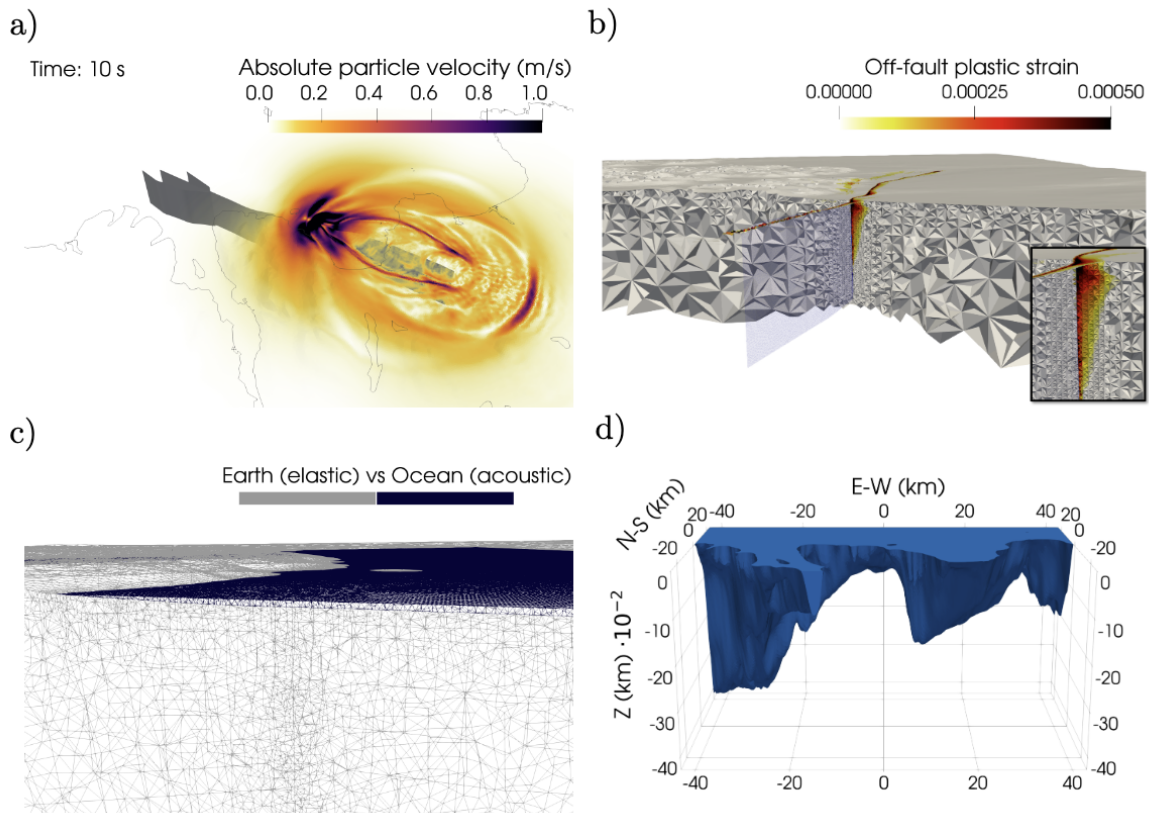 a)
Time: 10 s
Absolute particle velocity (m/s)
0.0 0.2 0.4 0.6 0.8 1.0
b)
Off-fault plastic strain
0.00000 0.00025 0.00050
c)
Earth (elastic) vs Ocean (acoustic)
d)
E-W (km)
N-S (km)
20 -40 -20 0 20 40 20
0 0
-20 -20
0 0
-10 -10
-20 -20
-30 -30
-40 -40
Z (km) ·10⁻²
-40 -20 0 20 40